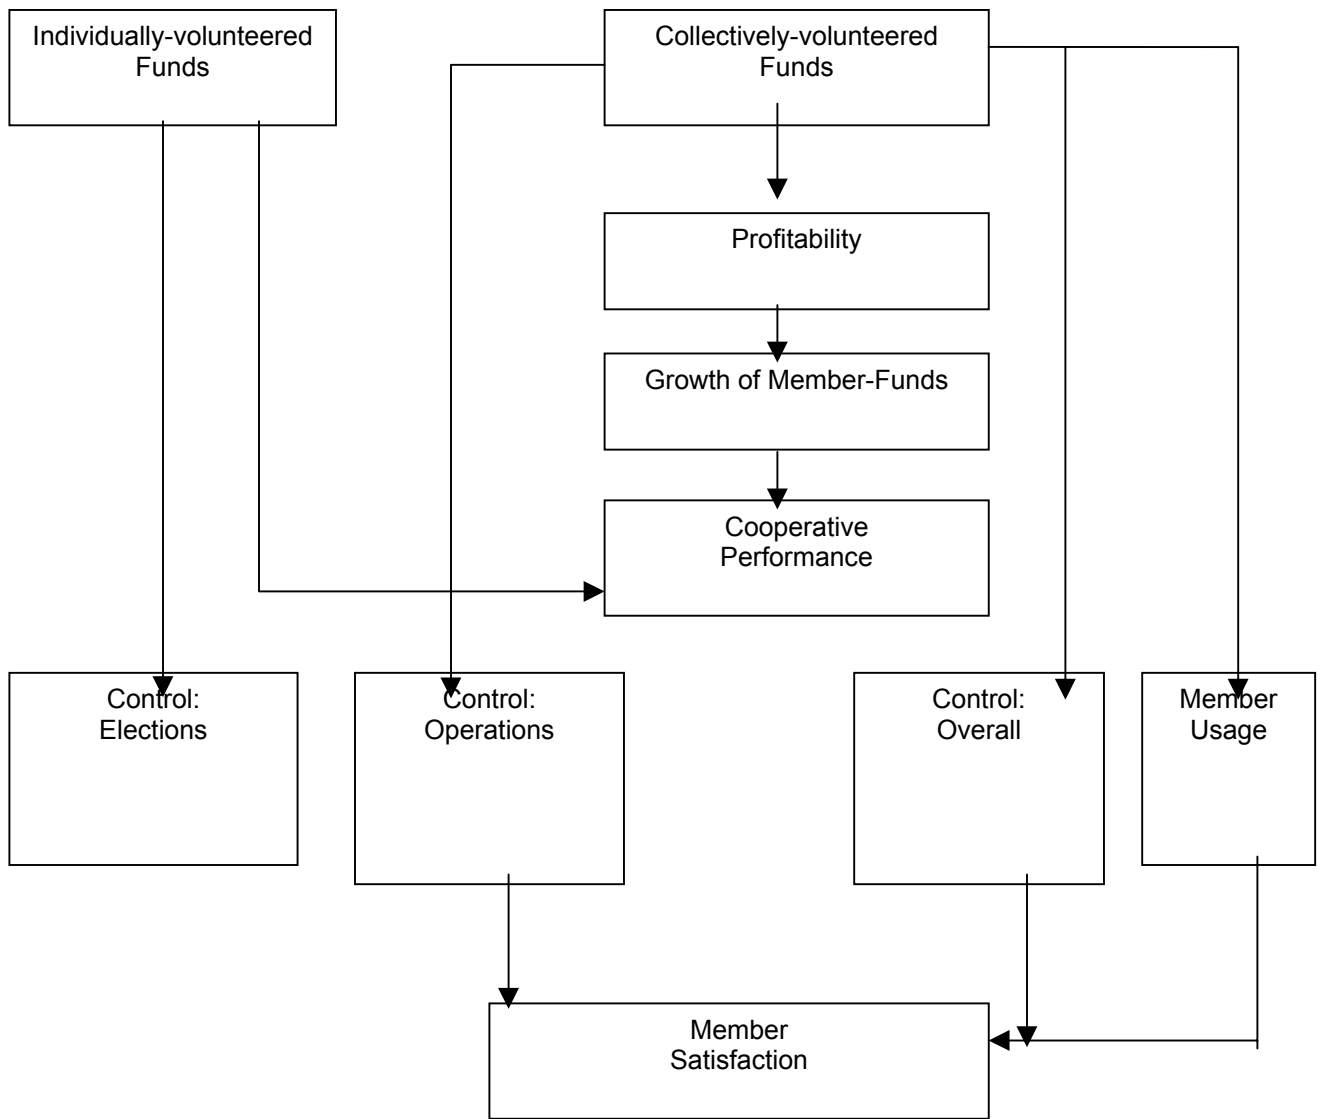 Individually-volunteered
Funds
Collectively-volunteered
Funds
Profitability
Growth of Member-Funds
Cooperative
Performance
Control:
Elections
Control:
Operations
Control:
Overall
Member
Usage
Member
Satisfaction